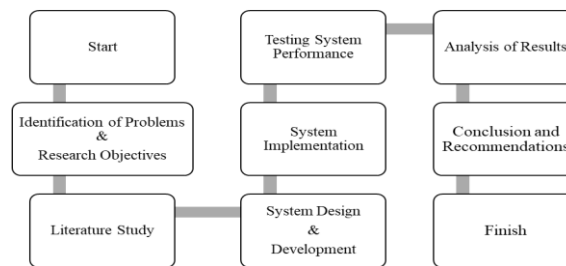 Start
Identification of Problems
&
Research Objectives
Literature Study
System Design
&
Development
System
Implementation
Testing System
Performance
Analysis of Results
Conclusion and
Recommendations
Finish